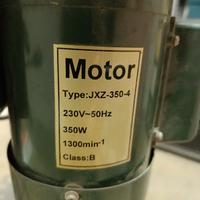 Motor
Type:JXZ-350-4
230V~50Hz
350W
1300min⁻¹
Class:B